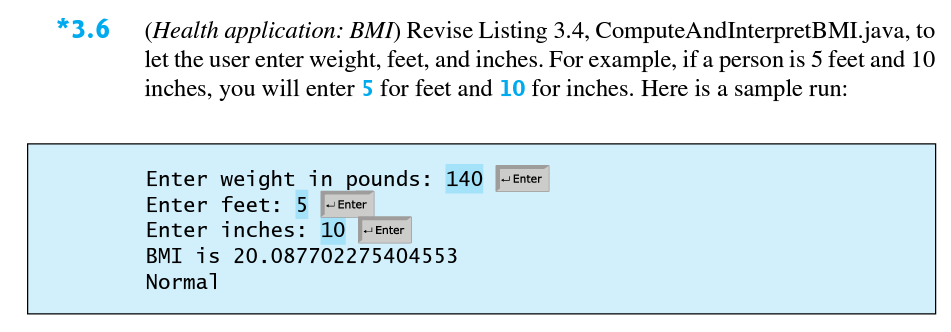 *3.6 (Health application: BMI) Revise Listing 3.4, ComputeAndInterpretBMI.java, to
let the user enter weight, feet, and inches. For example, if a person is 5 feet and 10
inches, you will enter 5 for feet and 10 for inches. Here is a sample run:
Enter weight in pounds: 140 ↵Enter
Enter feet: 5 ↵Enter
Enter inches: 10 ↵Enter
BMI is 20.087702275404553
Normal